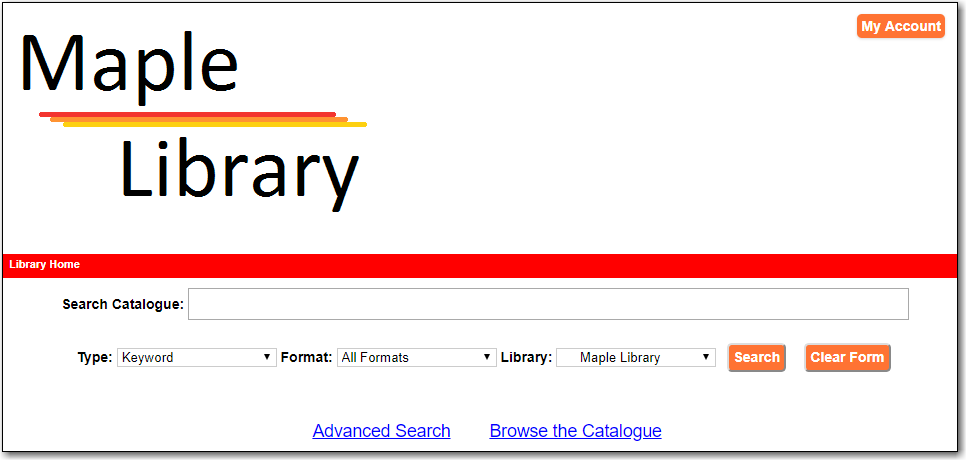 My Account
Maple
Library
Library Home
Search Catalogue:
Type: Keyword Format: All Formats Library: Maple Library Search Clear Form
Advanced Search Browse the Catalogue